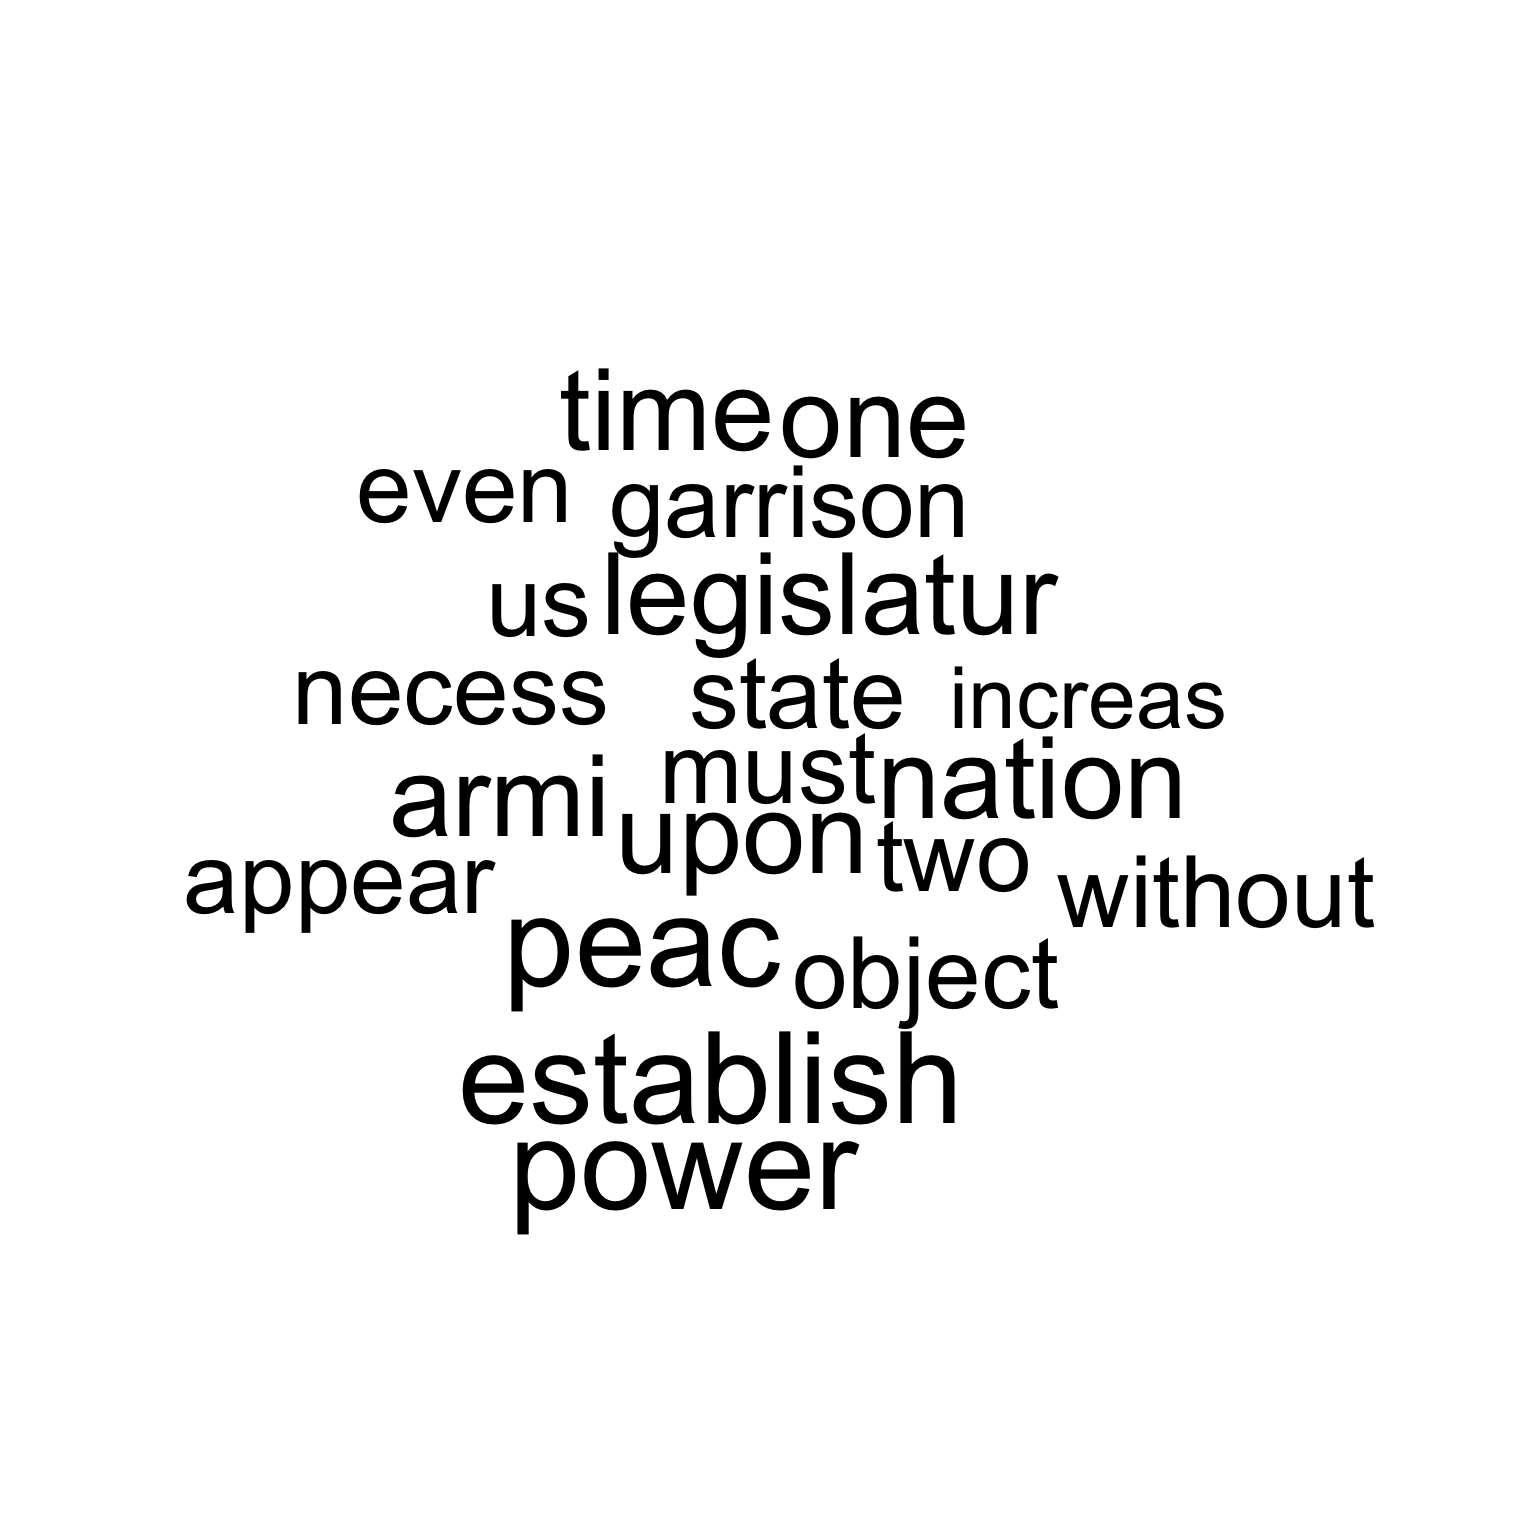 time one
even garrison
us legislatur
necess state increas
must nation
armi upon two
appear without
peac object
establish
power